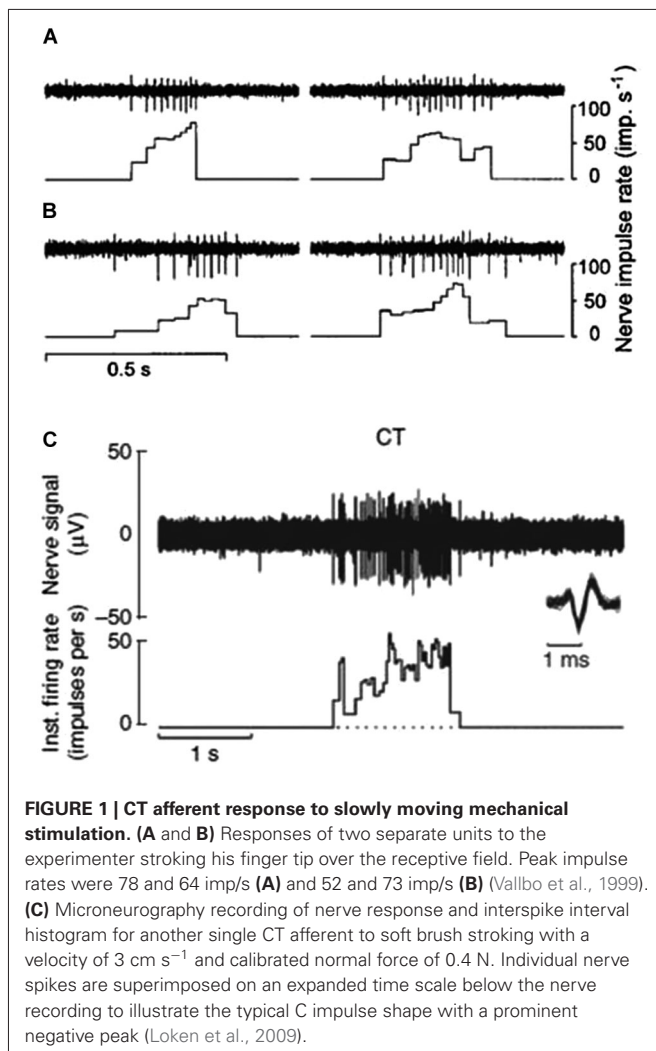 A
100
50
0
B
100
50
0
Nerve impulse rate (imp. s⁻¹)
0.5 s
C
CT
50
0
−50
Nerve signal
(µV)
1 ms
50
0
Inst. firing rate
(impulses per s)
1 s
FIGURE 1 | CT afferent response to slowly moving mechanical
stimulation. (A and B) Responses of two separate units to the
experimenter stroking his finger tip over the receptive field. Peak impulse
rates were 78 and 64 imp/s (A) and 52 and 73 imp/s (B) (Vallbo et al., 1999).
(C) Microneurography recording of nerve response and interspike interval
histogram for another single CT afferent to soft brush stroking with a
velocity of 3 cm s⁻¹ and calibrated normal force of 0.4 N. Individual nerve
spikes are superimposed on an expanded time scale below the nerve
recording to illustrate the typical C impulse shape with a prominent
negative peak (Loken et al., 2009).